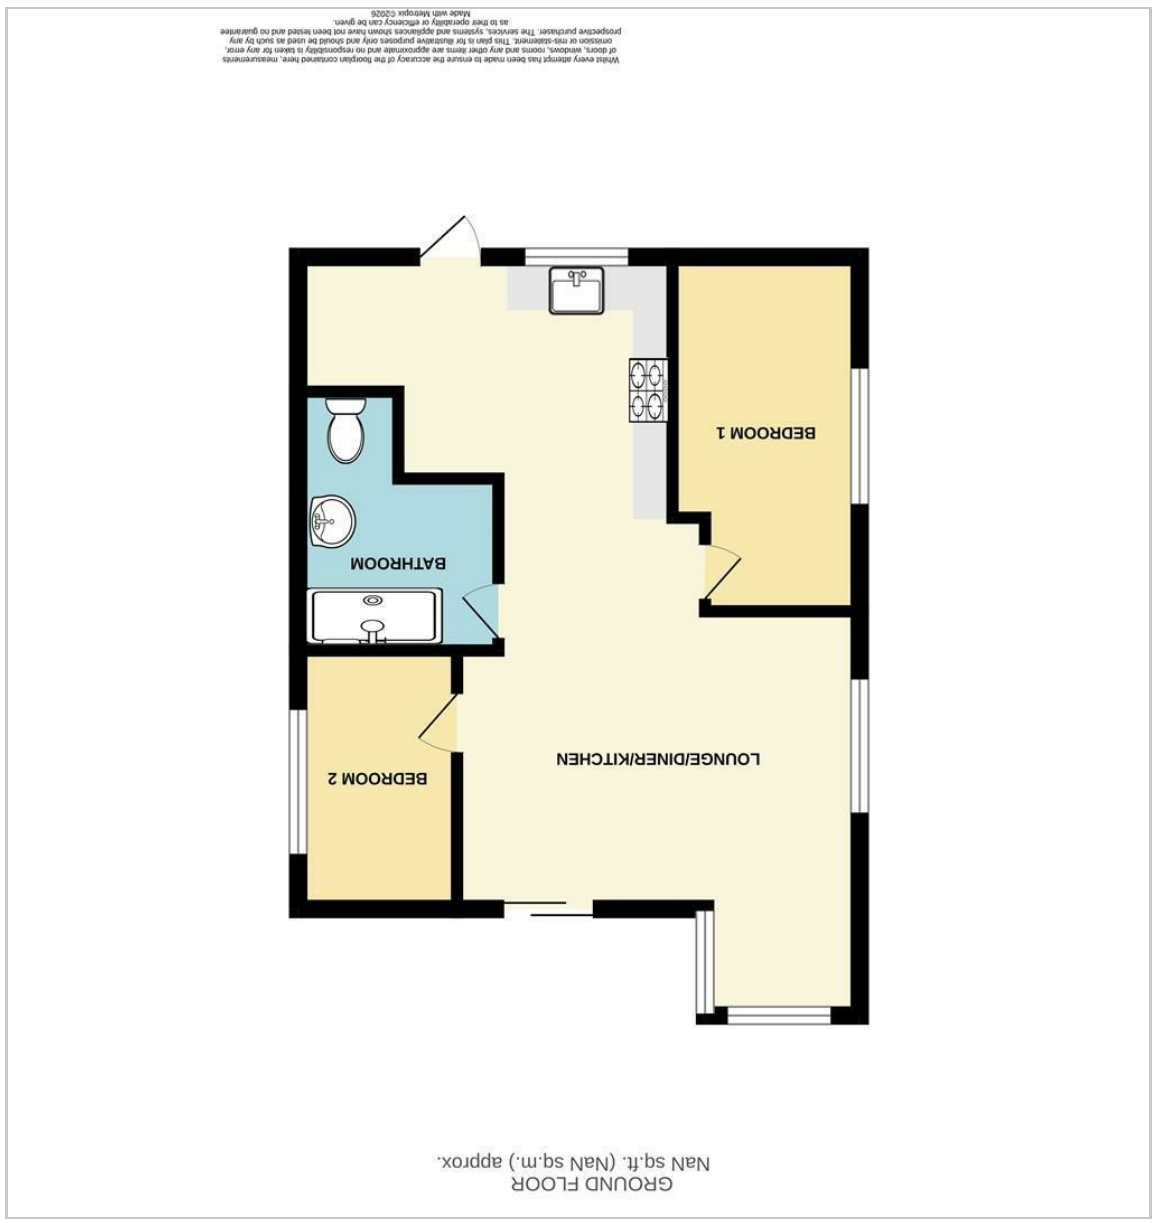 GROUND FLOOR
NaN sq.ft. (NaN sq.m.) approx.
LOUNGE/DINER/KITCHEN
BEDROOM 2
BATHROOM
BEDROOM 1
Whilst every attempt has been made to ensure the accuracy of the floorplan contained here, measurements
of doors, windows, rooms and any other items are approximate and no responsibility is taken for any error,
omission or mis-statement. This plan is for illustrative purposes only and should be used as such by any
prospective purchaser. The services, systems and appliances shown have not been tested and no guarantee
as to their operability or efficiency can be given.
Made with Metropix ©2026